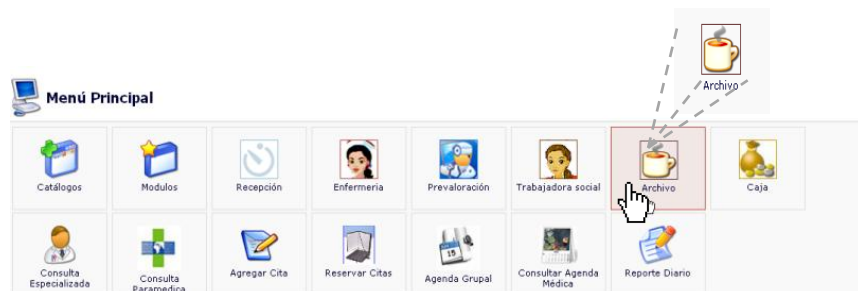 Archivo
Menú Principal
Catálogos
Modulos
Recepción
Enfermeria
Prevaloración
Trabajadora social
Archivo
Caja
Consulta
Especializada
Consulta
Paramedica
Agregar Cita
Reservar Citas
Agenda Grupal
Consultar Agenda
Médica
Reporte Diario